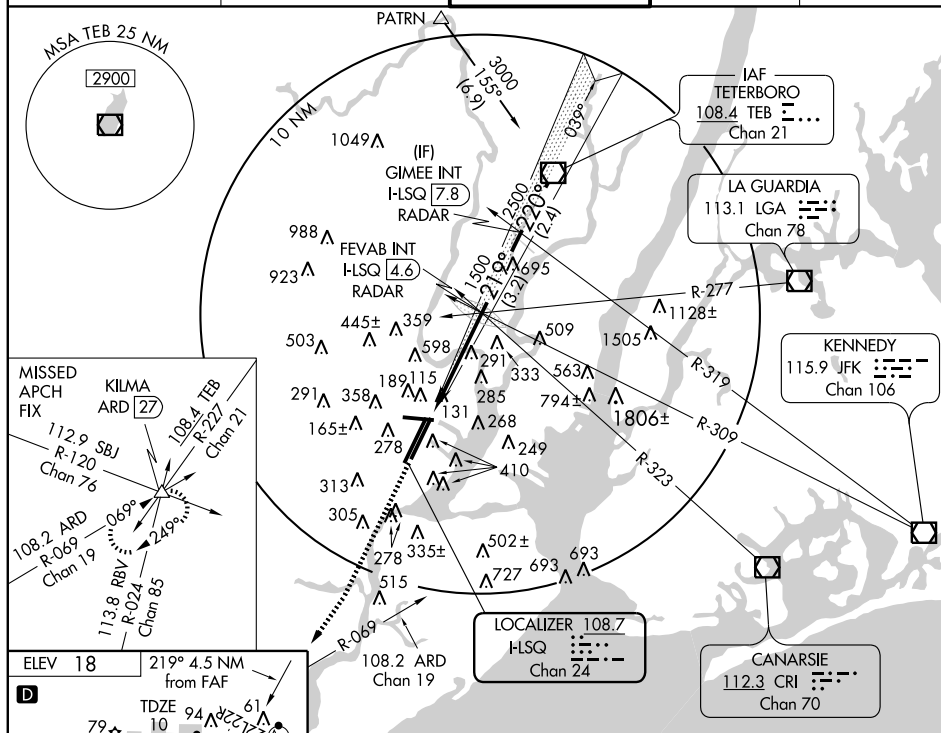 MSA TEB 25 NM
2900
PATRN
3000
155°
(6.9)
10 NM
039°
IAF
TETERBORO
108.4 TEB
Chan 21
1049
(IF)
GIMEE INT
I-LSQ 7.8
RADAR
2500
220°
(2.4)
LA GUARDIA
113.1 LGA
Chan 78
988
923
FEVAB INT
I-LSQ 4.6
RADAR
1500
219°
(3.2)
695
R-277
1128±
1505
445±
359
503
598
509
291
333
563
R-319
KENNEDY
115.9 JFK
Chan 106
MISSED
APCH
FIX
KILMA
ARD 27
108.4 TEB
R-227
Chan 21
112.9 SBJ
R-120
Chan 76
069°
249°
108.2 ARD
R-069
Chan 19
113.8 RBV
R-024
Chan 85
291
358
189
115
131
285
794±
1806±
165±
278
268
249
410
R-309
R-323
313
305
278
335±
502±
515
727
693
693
R-069
108.2 ARD
Chan 19
LOCALIZER 108.7
I-LSQ
Chan 24
CANARSIE
112.3 CRI
Chan 70
ELEV 18
D
219° 4.5 NM
from FAF
TDZE
10
94
61
79